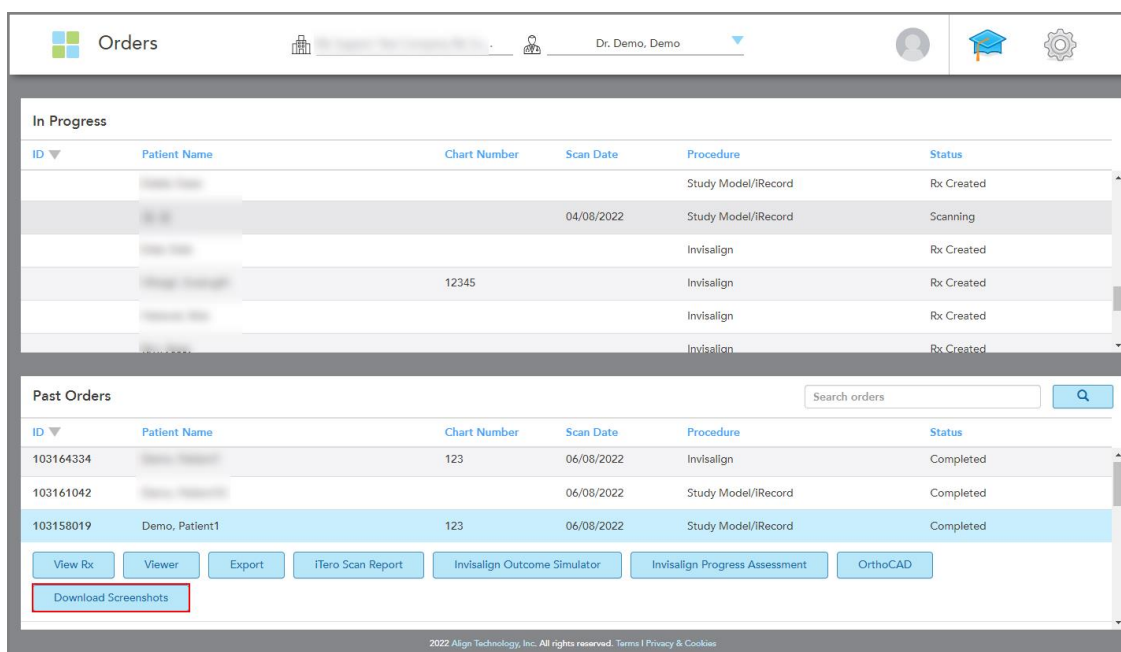 Orders Dr. Demo, Demo
In Progress
ID Patient Name Chart Number Scan Date Procedure Status
Study Model/iRecord Rx Created
04/08/2022 Study Model/iRecord Scanning
Invisalign Rx Created
12345 Invisalign Rx Created
Invisalign Rx Created
Invisalign Rx Created
Past Orders Search orders
ID Patient Name Chart Number Scan Date Procedure Status
103164334 123 06/08/2022 Invisalign Completed
103161042 06/08/2022 Study Model/iRecord Completed
103158019 Demo, Patient1 123 06/08/2022 Study Model/iRecord Completed
View Rx Viewer Export iTero Scan Report Invisalign Outcome Simulator Invisalign Progress Assessment OrthoCAD
Download Screenshots
2022 Align Technology, Inc. All rights reserved. Terms | Privacy & Cookies